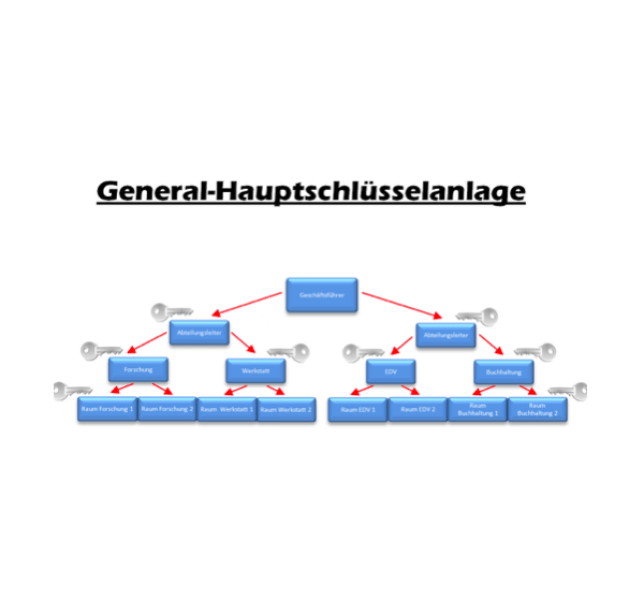 General-Hauptschlüsselanlage
Geschäftsführer
Abteilungsleiter
Abteilungsleiter
Forschung
Werkstatt
EDV
Buchhaltung
Raum Forschung 1
Raum Forschung 2
Raum Werkstatt 1
Raum Werkstatt 2
Raum EDV 1
Raum EDV 2
Raum
Buchhaltung 1
Raum
Buchhaltung 2